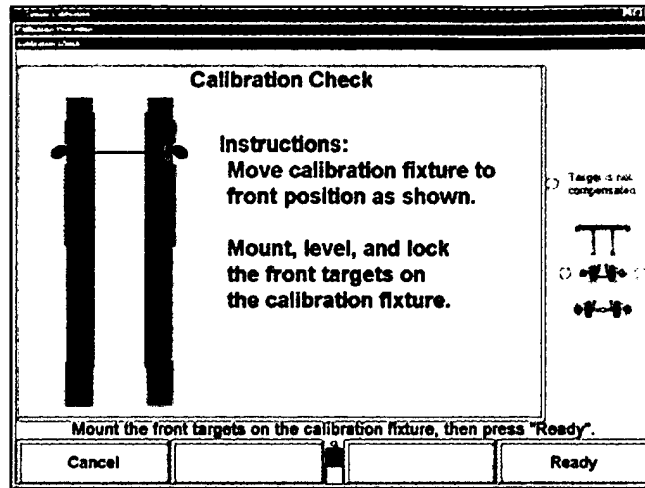 Calibration Check
Calibration Check
Instructions:
Move calibration fixture to
front position as shown.
Mount, level, and lock
the front targets on
the calibration fixture.
Target is not
compensated
Mount the front targets on the calibration fixture, then press "Ready".
Cancel
Ready